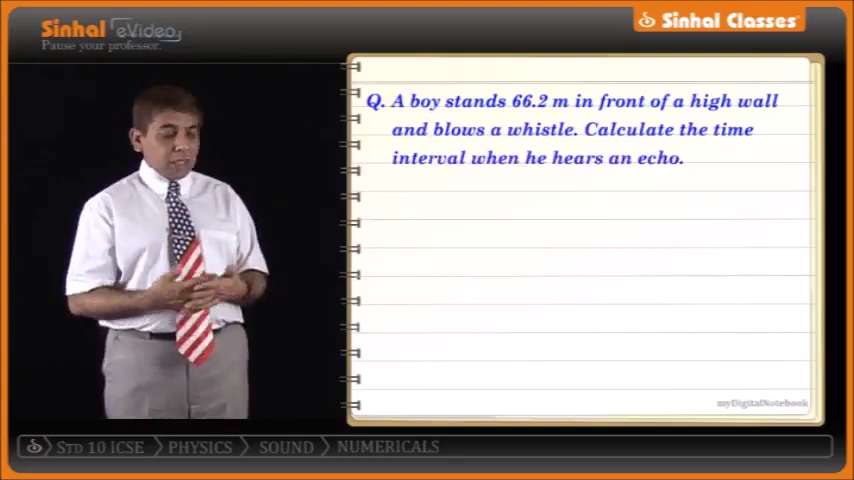 Sinhal eVideo
Pause your professor.
Sinhal Classes
Q. A boy stands 66.2 m in front of a high wall
and blows a whistle. Calculate the time
interval when he hears an echo.
myDigitalNotebook
STD 10 ICSE PHYSICS SOUND NUMERICALS